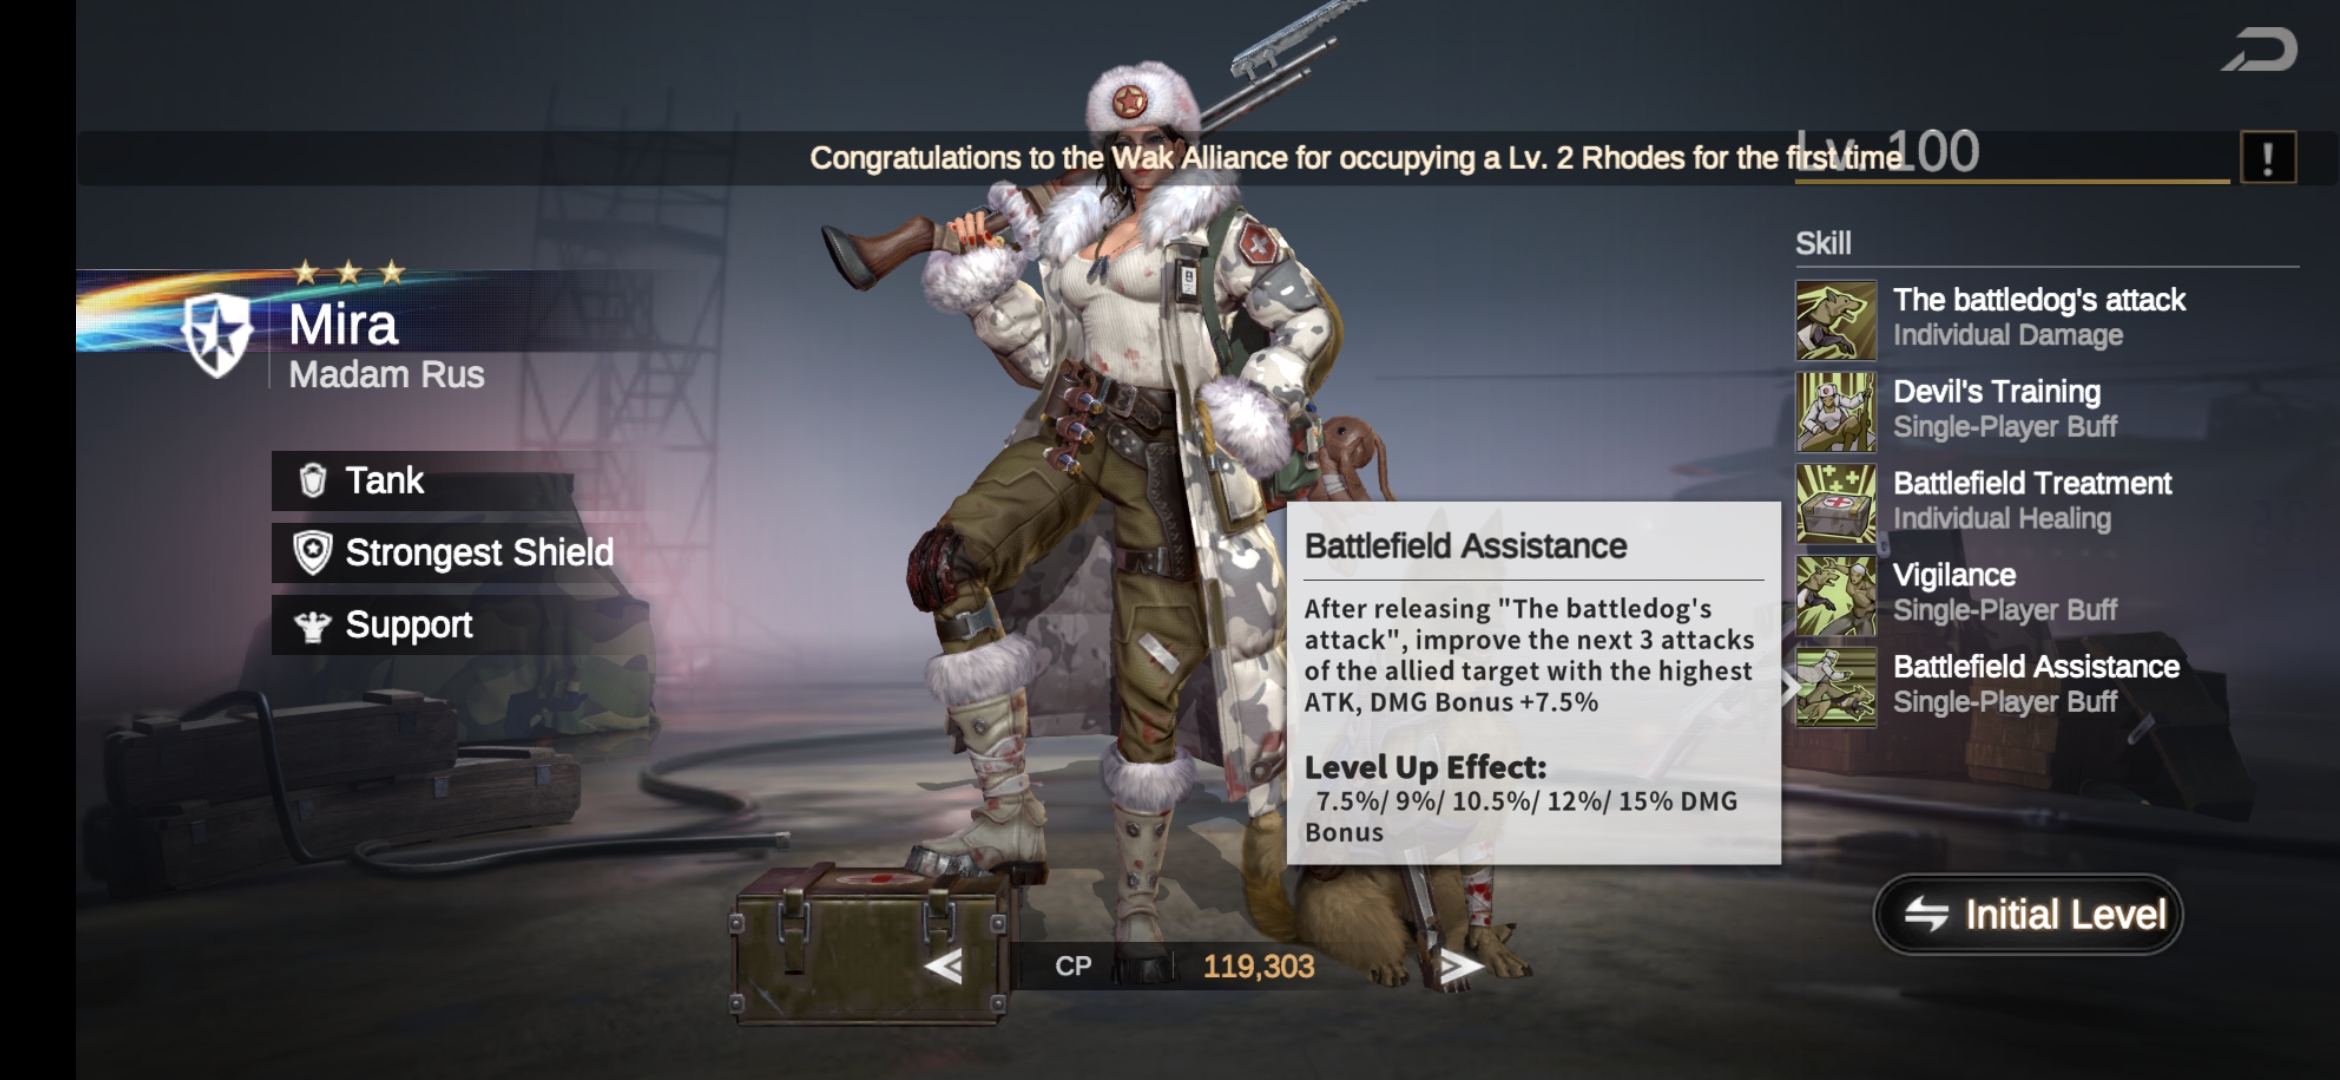 Congratulations to the Wak Alliance for occupying a Lv. 2 Rhodes for the first time
Lv. 100
!
Mira
Madam Rus
Tank
Strongest Shield
Support
Skill
The battledog's attack
Individual Damage
Devil's Training
Single-Player Buff
Battlefield Treatment
Individual Healing
Vigilance
Single-Player Buff
Battlefield Assistance
Single-Player Buff
Battlefield Assistance
After releasing "The battledog's
attack", improve the next 3 attacks
of the allied target with the highest
ATK, DMG Bonus +7.5%
Level Up Effect:
7.5%/ 9%/ 10.5%/ 12%/ 15% DMG
Bonus
CP 119,303
Initial Level